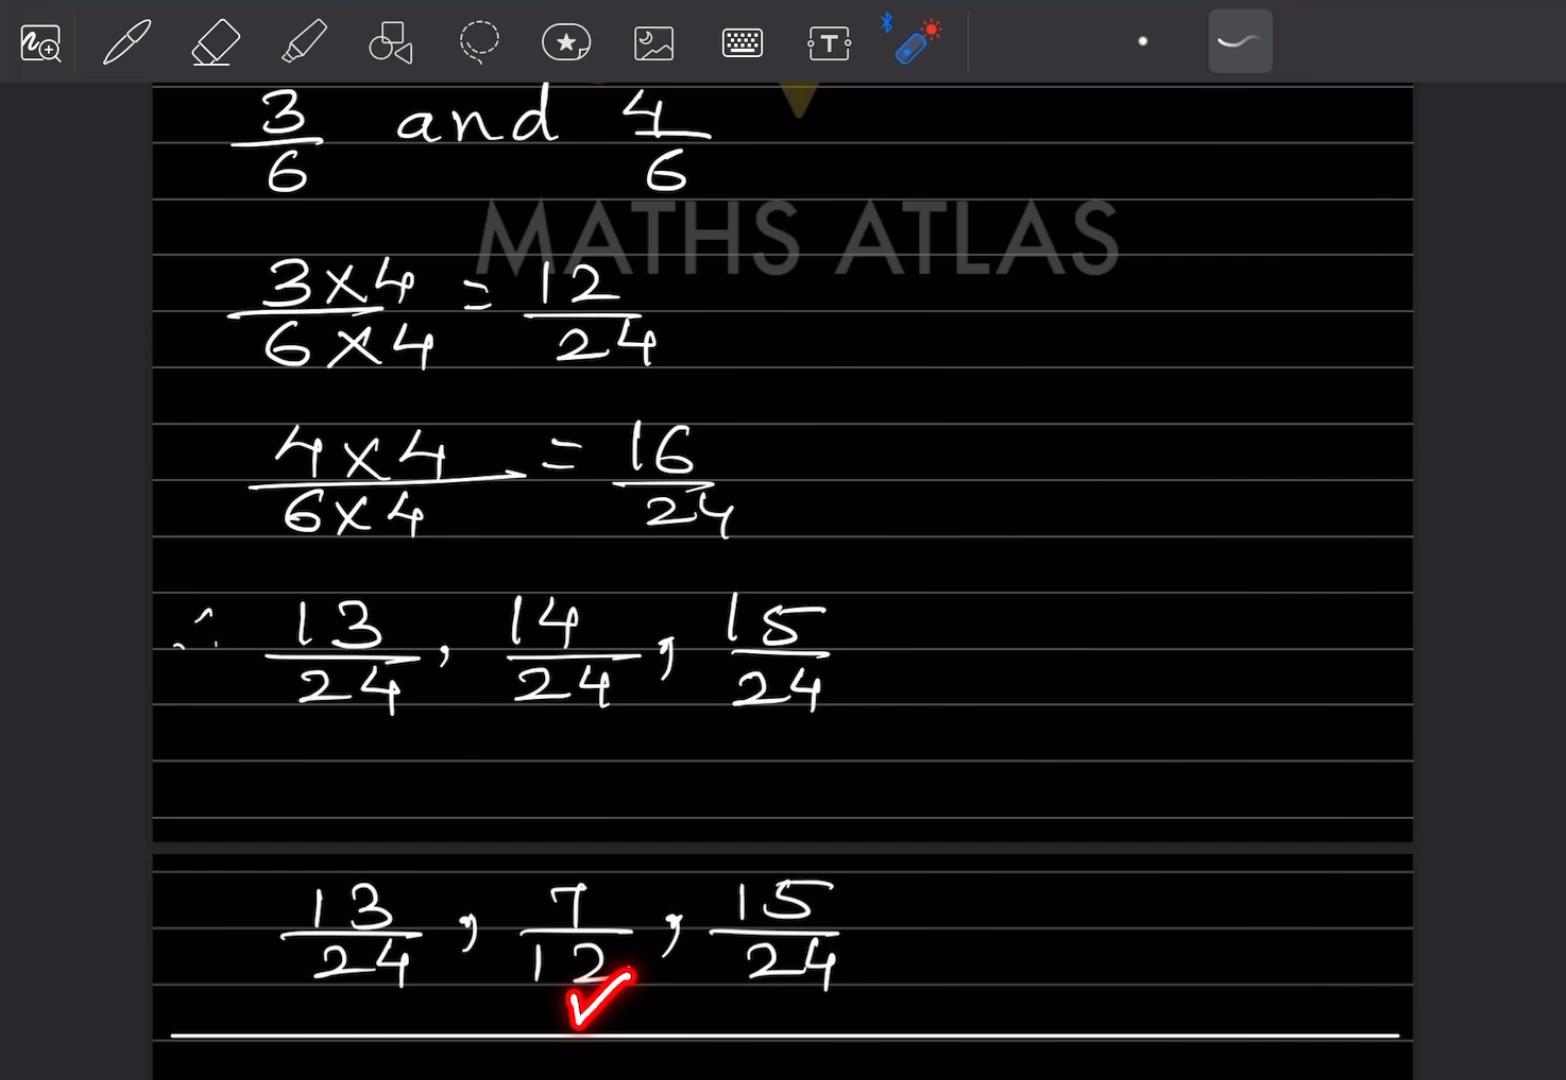 3/6 and 4/6
MATHS ATLAS
3×4/6×4 = 12/24
4×4/6×4 = 16/24
∴ 13/24, 14/24, 15/24
13/24, 7/12, 15/24